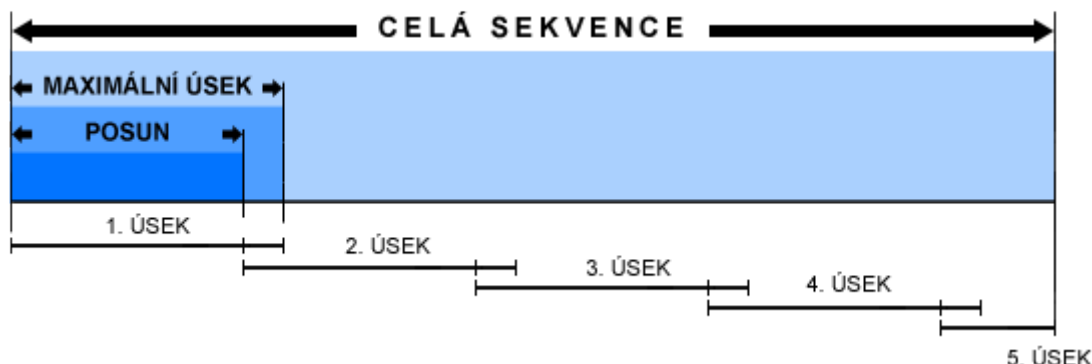 CELÁ SEKVENCE
MAXIMÁLNÍ ÚSEK
POSUN
1. ÚSEK
2. ÚSEK
3. ÚSEK
4. ÚSEK
5. ÚSEK